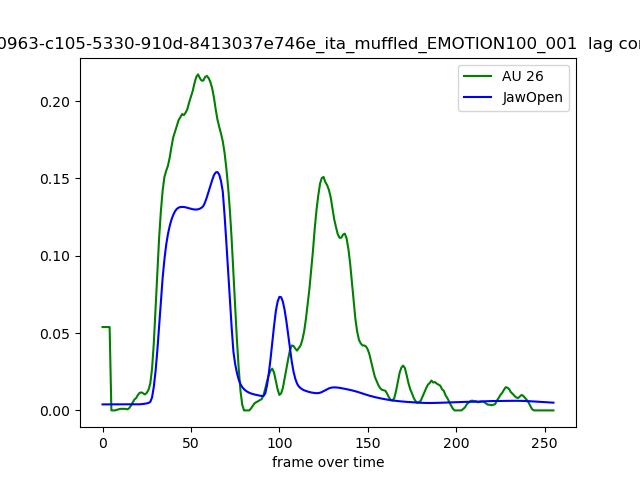 0963-c105-5330-910d-8413037e746e_ita_muffled_EMOTION100_001 lag cor
AU 26
JawOpen
0.20
0.15
0.10
0.05
0.00
0 50 100 150 200 250
frame over time